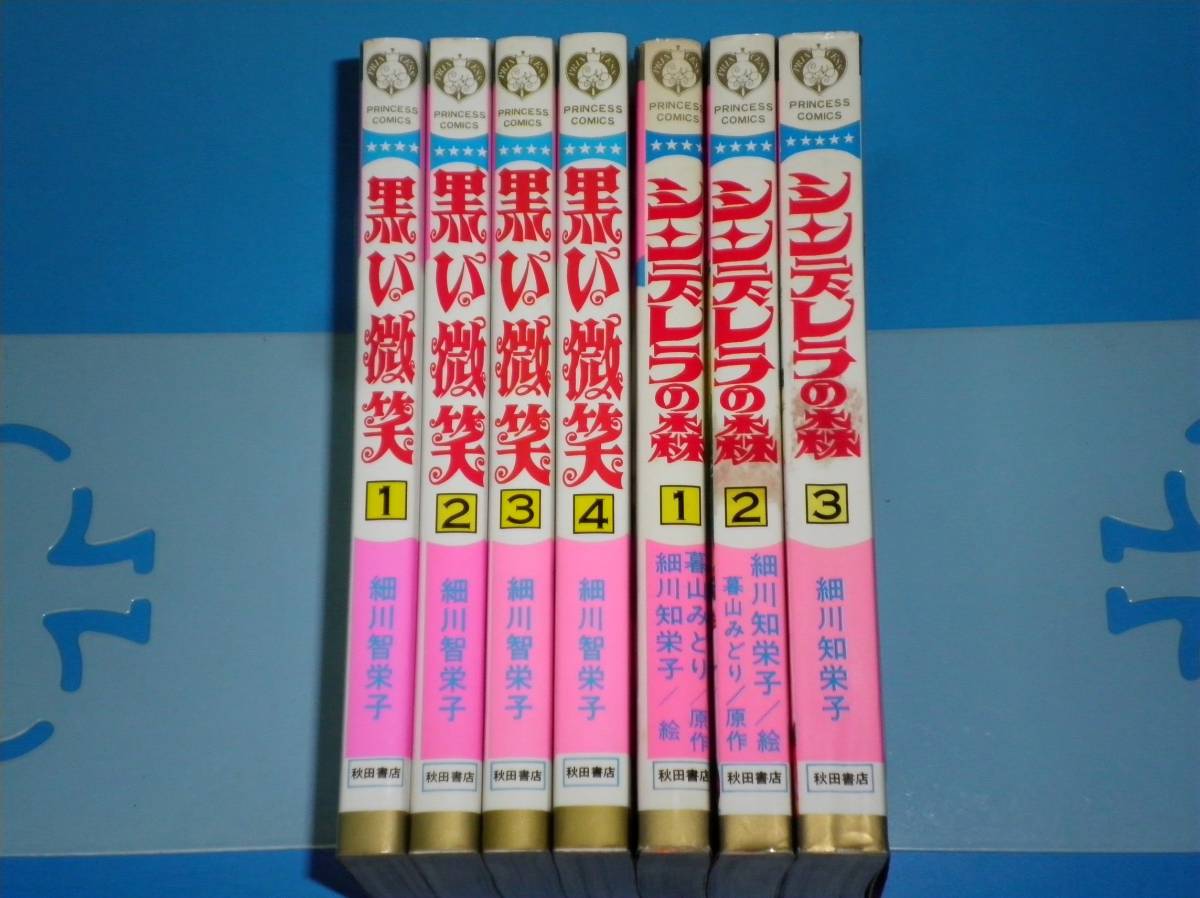 PRINCESS
COMICS
黒い微笑
1
細川智栄子
秋田書店
PRINCESS
COMICS
黒い微笑
2
細川智栄子
秋田書店
PRINCESS
COMICS
黒い微笑
3
細川智栄子
秋田書店
PRINCESS
COMICS
黒い微笑
4
細川智栄子
秋田書店
PRINCESS
COMICS
シンデレラの森
1
暮山みどり/原作
細川知栄子/絵
秋田書店
PRINCESS
COMICS
シンデレラの森
2
細川知栄子/絵
暮山みどり/原作
秋田書店
PRINCESS
COMICS
シンデレラの森
3
細川知栄子
秋田書店